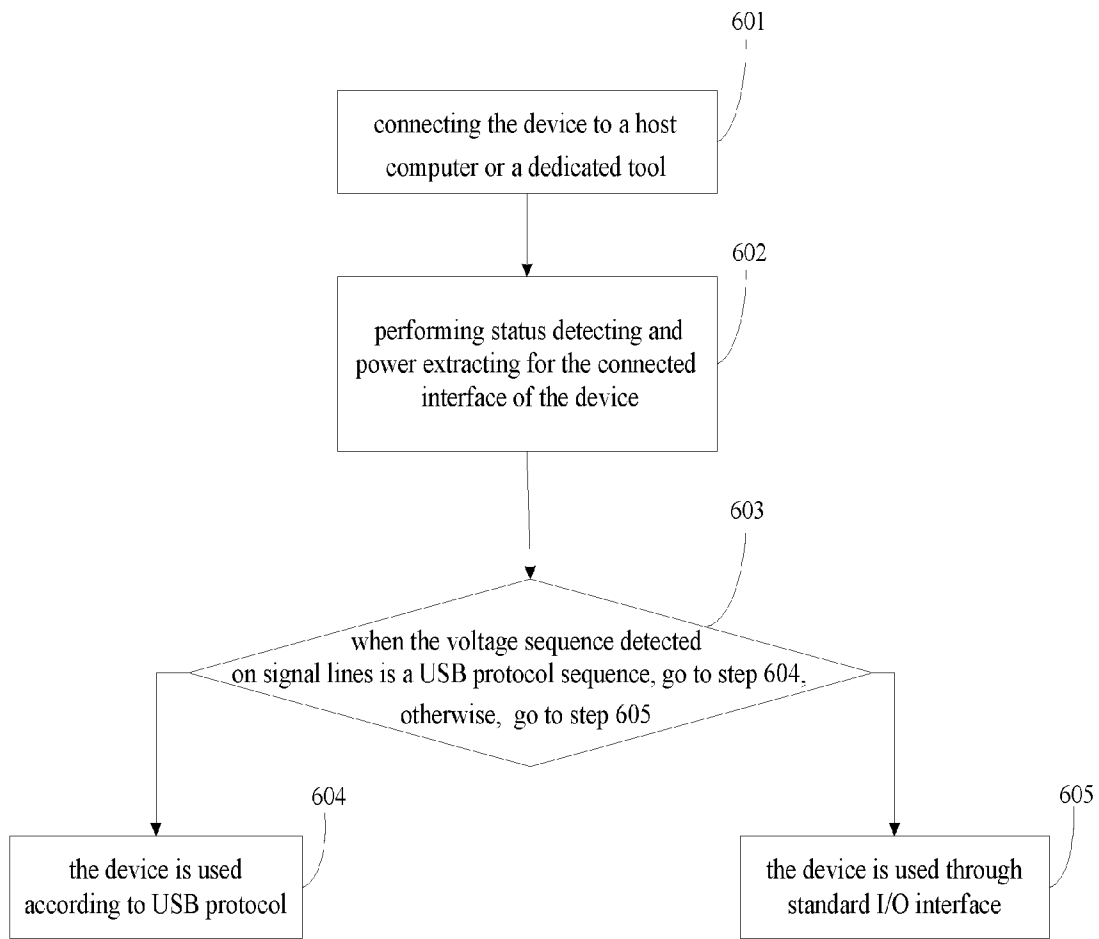 601
connecting the device to a host
computer or a dedicated tool
602
performing status detecting and
power extracting for the connected
interface of the device
603
when the voltage sequence detected
on signal lines is a USB protocol sequence, go to step 604,
otherwise, go to step 605
604
the device is used
according to USB protocol
605
the device is used through
standard I/O interface